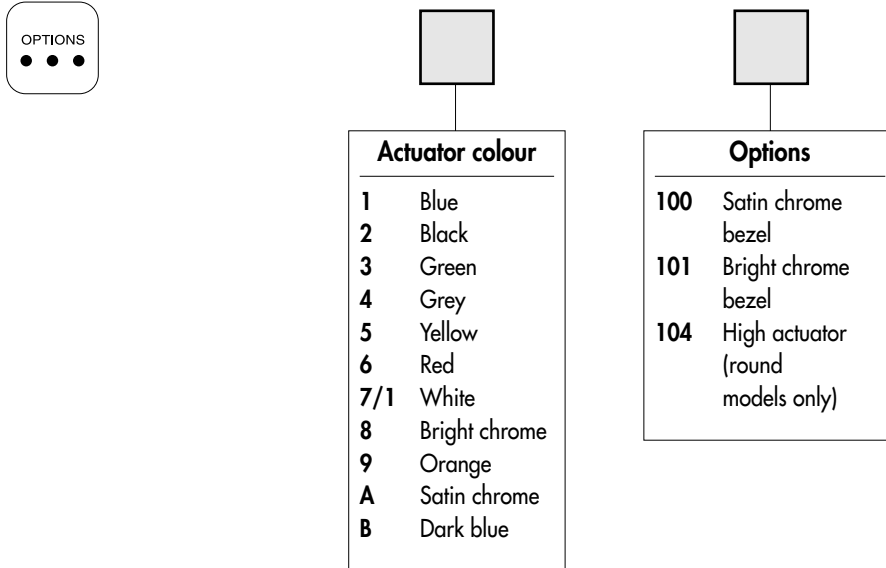 OPTIONS
Actuator colour
1 Blue
2 Black
3 Green
4 Grey
5 Yellow
6 Red
7/1 White
8 Bright chrome
9 Orange
A Satin chrome
B Dark blue
Options
100 Satin chrome
bezel
101 Bright chrome
bezel
104 High actuator
(round
models only)